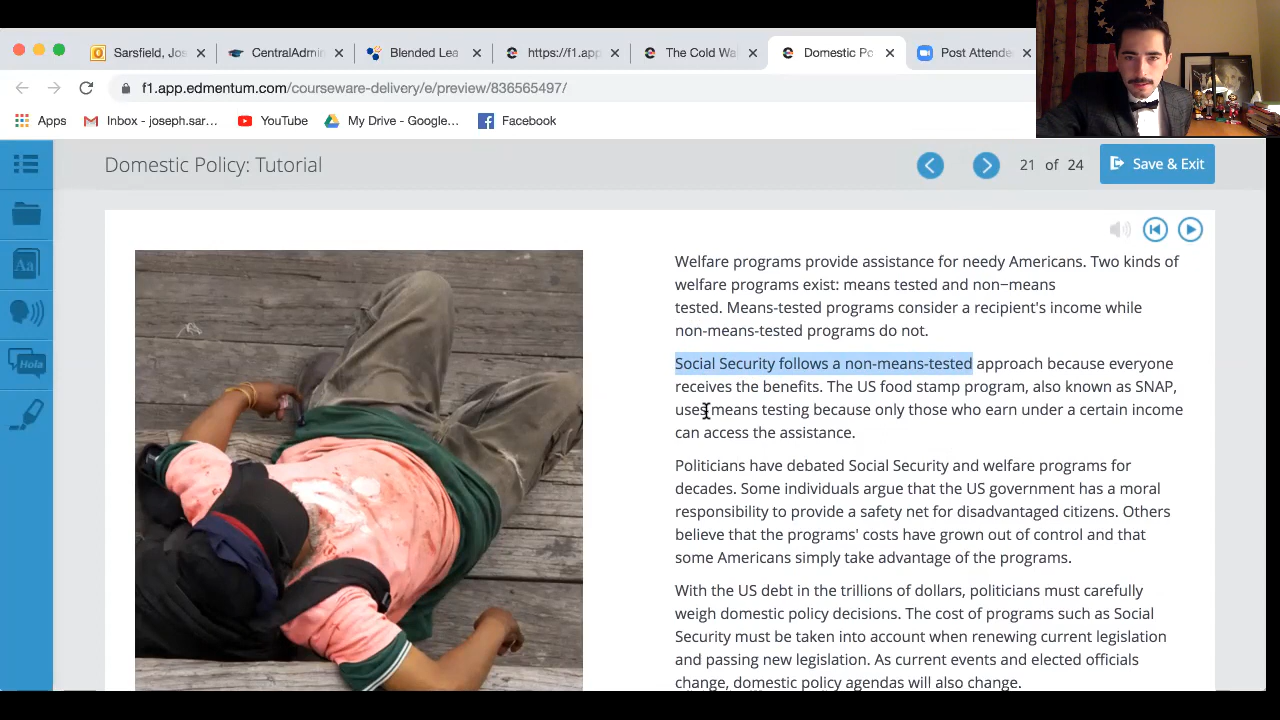 Sarsfield, Jos
CentralAdmi
Blended Lea
https://f1.app
The Cold Wa
Domestic Po
Post Attende
f1.app.edmentum.com/courseware-delivery/e/preview/836565497/
Apps
Inbox - joseph.sar...
YouTube
My Drive - Google...
Facebook
Domestic Policy: Tutorial
21 of 24
Save & Exit
Aa
Hola
Welfare programs provide assistance for needy Americans. Two kinds of
welfare programs exist: means tested and non−means
tested. Means-tested programs consider a recipient's income while
non-means-tested programs do not.
Social Security follows a non-means-tested approach because everyone
receives the benefits. The US food stamp program, also known as SNAP,
uses means testing because only those who earn under a certain income
can access the assistance.
Politicians have debated Social Security and welfare programs for
decades. Some individuals argue that the US government has a moral
responsibility to provide a safety net for disadvantaged citizens. Others
believe that the programs' costs have grown out of control and that
some Americans simply take advantage of the programs.
With the US debt in the trillions of dollars, politicians must carefully
weigh domestic policy decisions. The cost of programs such as Social
Security must be taken into account when renewing current legislation
and passing new legislation. As current events and elected officials
change, domestic policy agendas will also change.